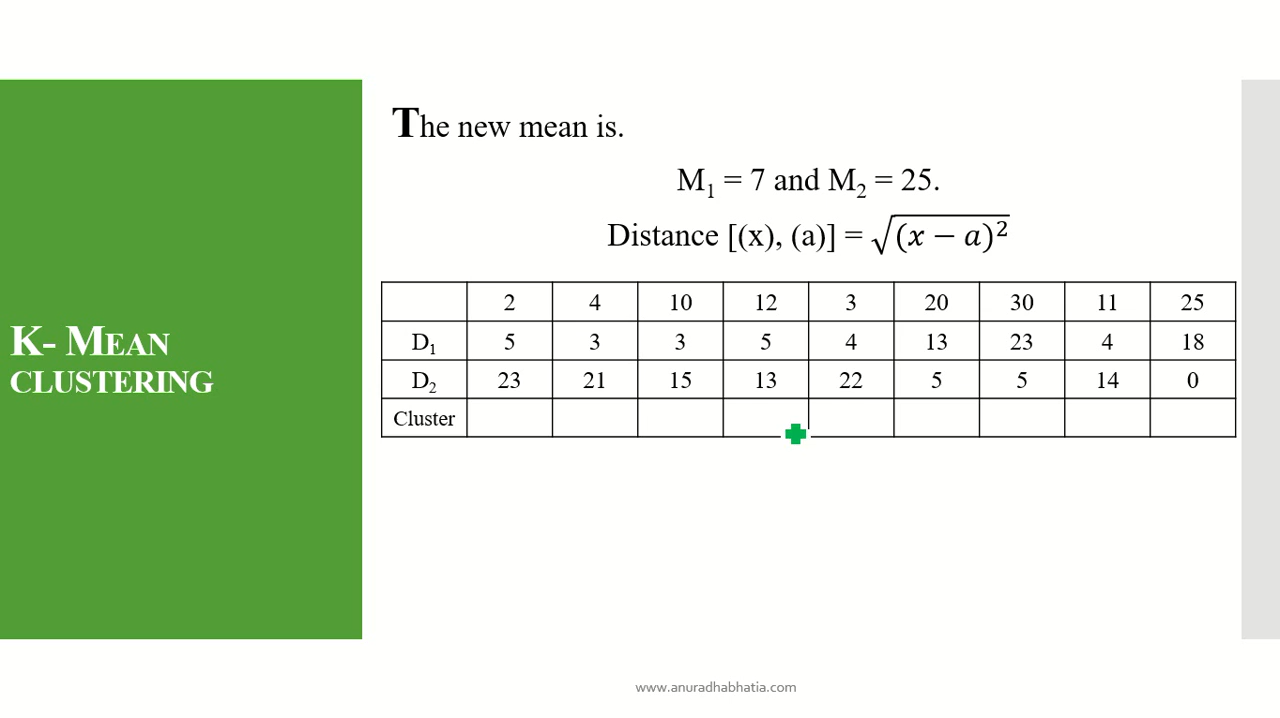 K- MEAN
CLUSTERING
The new mean is.
M₁ = 7 and M₂ = 25.
Distance [(x), (a)] = √(x − a)²
2 4 10 12 3 20 30 11 25
D₁ 5 3 3 5 4 13 23 4 18
D₂ 23 21 15 13 22 5 5 14 0
Cluster
www.anuradhabhatia.com